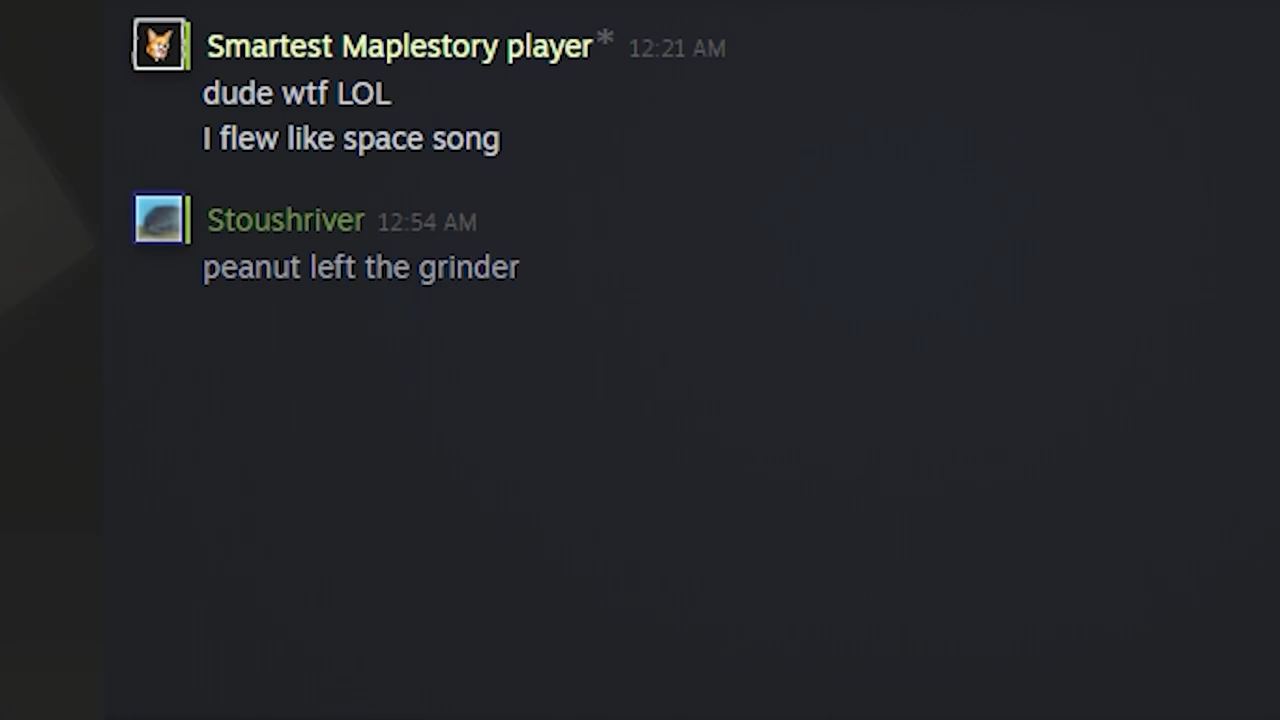 Smartest Maplestory player* 12:21 AM
dude wtf LOL
I flew like space song
Stoushriver 12:54 AM
peanut left the grinder